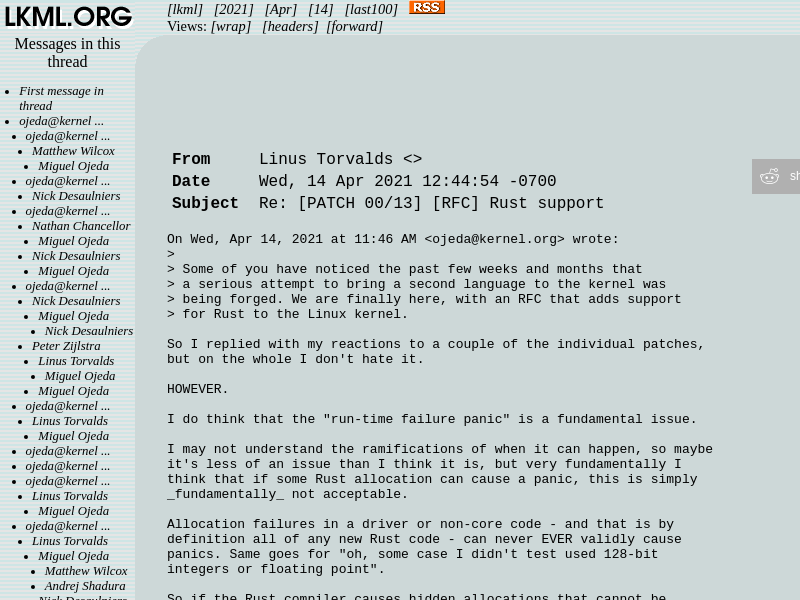 LKML.ORG
[lkml] [2021] [Apr] [14] [last100] RSS
Views: [wrap] [headers] [forward]
Messages in this
thread
First message in
thread
ojeda@kernel ...
ojeda@kernel ...
Matthew Wilcox
Miguel Ojeda
ojeda@kernel ...
Nick Desaulniers
ojeda@kernel ...
Nathan Chancellor
Miguel Ojeda
Nick Desaulniers
Miguel Ojeda
ojeda@kernel ...
Nick Desaulniers
Miguel Ojeda
Nick Desaulniers
Peter Zijlstra
Linus Torvalds
Miguel Ojeda
Miguel Ojeda
ojeda@kernel ...
Linus Torvalds
Miguel Ojeda
ojeda@kernel ...
ojeda@kernel ...
ojeda@kernel ...
Linus Torvalds
Miguel Ojeda
ojeda@kernel ...
Linus Torvalds
Miguel Ojeda
Matthew Wilcox
Andrej Shadura
Nick Desaulniers
From Linus Torvalds <>
Date Wed, 14 Apr 2021 12:44:54 -0700
Subject Re: [PATCH 00/13] [RFC] Rust support
sh
On Wed, Apr 14, 2021 at 11:46 AM <ojeda@kernel.org> wrote:
>
> Some of you have noticed the past few weeks and months that
> a serious attempt to bring a second language to the kernel was
> being forged. We are finally here, with an RFC that adds support
> for Rust to the Linux kernel.
So I replied with my reactions to a couple of the individual patches,
but on the whole I don't hate it.
HOWEVER.
I do think that the "run-time failure panic" is a fundamental issue.
I may not understand the ramifications of when it can happen, so maybe
it's less of an issue than I think it is, but very fundamentally I
think that if some Rust allocation can cause a panic, this is simply
_fundamentally_ not acceptable.
Allocation failures in a driver or non-core code - and that is by
definition all of any new Rust code - can never EVER validly cause
panics. Same goes for "oh, some case I didn't test used 128-bit
integers or floating point".
So if the Rust compiler causes hidden allocations that cannot be